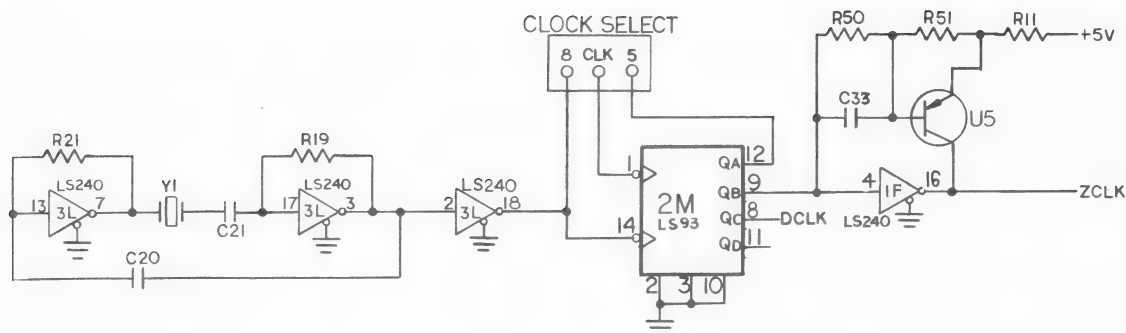 CLOCK SELECT
8 CLK 5
R50
R51
R11
+5V
C33
U5
R21
R19
LS240
13
3L
7
Y1
C21
LS240
17
3L
3
LS240
2
3L
18
C20
1
14
2M
LS93
QA
12
QB
9
QC
8
DCLK
QD
11
2
3
10
4
1F
16
LS240
ZCLK